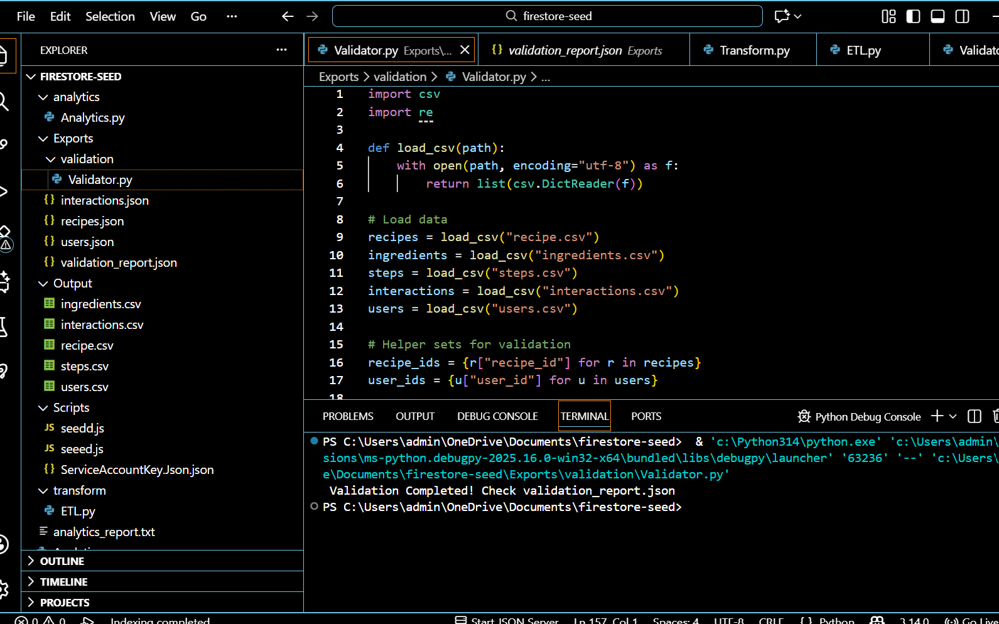 File Edit Selection View Go ··· firestore-seed
EXPLORER ···
FIRESTORE-SEED
analytics
Analytics.py
Exports
validation
Validator.py
{} interactions.json
{} recipes.json
{} users.json
{} validation_report.json
Output
ingredients.csv
interactions.csv
recipe.csv
steps.csv
users.csv
Scripts
JS seedd.js
JS seeed.js
{} ServiceAccountKey.Json.json
transform
ETL.py
analytics_report.txt
OUTLINE
TIMELINE
PROJECTS
Validator.py Exports\... {} validation_report.json Exports Transform.py ETL.py
Exports > validation > Validator.py > ...
1 import csv
2 import re
3
4 def load_csv(path):
5 with open(path, encoding="utf-8") as f:
6 return list(csv.DictReader(f))
7
8 # Load data
9 recipes = load_csv("recipe.csv")
10 ingredients = load_csv("ingredients.csv")
11 steps = load_csv("steps.csv")
12 interactions = load_csv("interactions.csv")
13 users = load_csv("users.csv")
14
15 # Helper sets for validation
16 recipe_ids = {r["recipe_id"] for r in recipes}
17 user_ids = {u["user_id"] for u in users}
18
PROBLEMS OUTPUT DEBUG CONSOLE TERMINAL PORTS Python Debug Console
PS C:\Users\admin\OneDrive\Documents\firestore-seed> & 'c:\Python314\python.exe' 'c:\Users\admin\
sions\ms-python.debugpy-2025.16.0-win32-x64\bundled\libs\debugpy\launcher' '63236' '--' 'c:\Users\
e\Documents\firestore-seed\Exports\validation\Validator.py'
Validation Completed! Check validation_report.json
PS C:\Users\admin\OneDrive\Documents\firestore-seed>
0 0 Indexing completed Start JSON Server Ln 157, Col 1 Spaces: 4 UTF-8 CRLF {} Python 3.14.0 Go Live